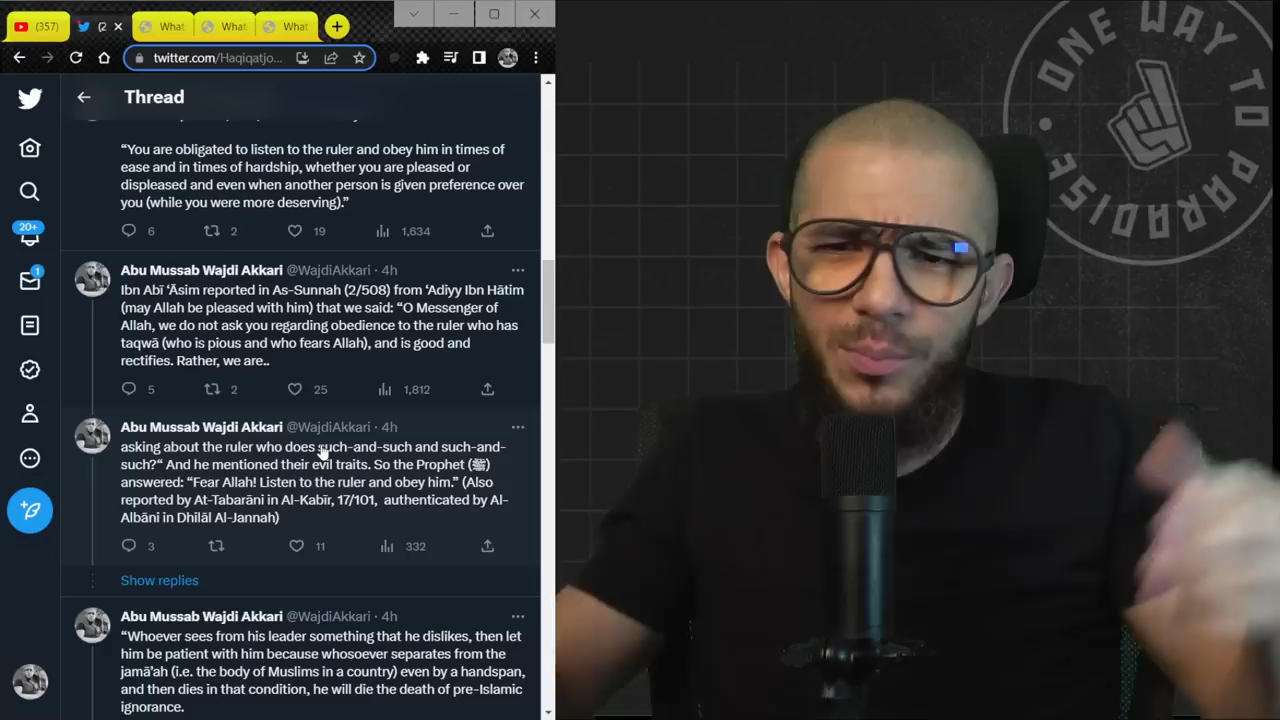 (357)
(2
What
What
What
twitter.com/Haqiqatjo...
Thread
“You are obligated to listen to the ruler and obey him in times of
ease and in times of hardship, whether you are pleased or
displeased and even when another person is given preference over
you (while you were more deserving).”
6 2 19 1,634
Abu Mussab Wajdi Akkari @WajdiAkkari · 4h
Ibn Abī ‘Āsim reported in As-Sunnah (2/508) from ‘Adiyy Ibn Hātim
(may Allah be pleased with him) that we said: “O Messenger of
Allah, we do not ask you regarding obedience to the ruler who has
taqwā (who is pious and who fears Allah), and is good and
rectifies. Rather, we are..
5 2 25 1,812
20+
1
Abu Mussab Wajdi Akkari @WajdiAkkari · 4h
asking about the ruler who does such-and-such and such-and-
such?“ And he mentioned their evil traits. So the Prophet (ﷺ)
answered: “Fear Allah! Listen to the ruler and obey him.” (Also
reported by At-Tabarāni in Al-Kabīr, 17/101, authenticated by Al-
Albāni in Dhilāl Al-Jannah)
3 11 332
Show replies
Abu Mussab Wajdi Akkari @WajdiAkkari · 4h
“Whoever sees from his leader something that he dislikes, then let
him be patient with him because whosoever separates from the
jamā’ah (i.e. the body of Muslims in a country) even by a handspan,
and then dies in that condition, he will die the death of pre-Islamic
ignorance.
ONE WAY TO PARADISE